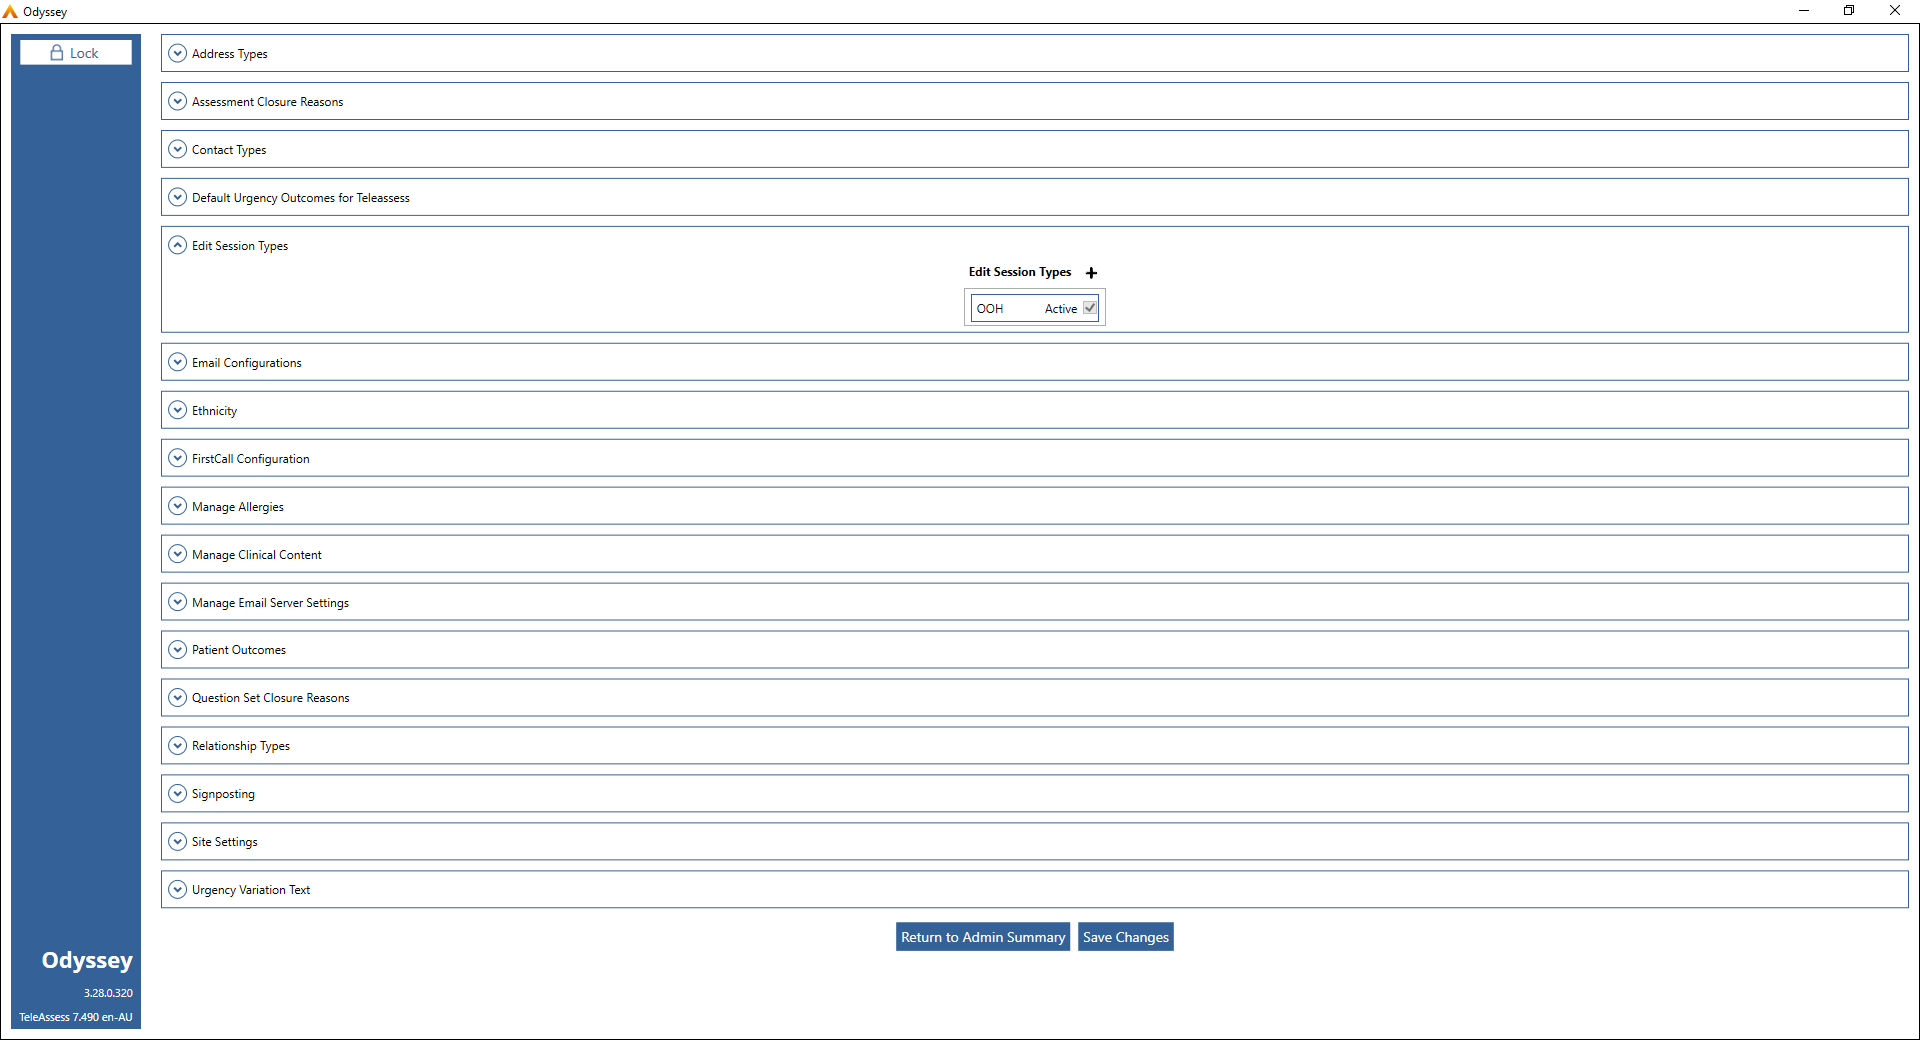 Odyssey
Lock
Address Types
Assessment Closure Reasons
Contact Types
Default Urgency Outcomes for Teleassess
Edit Session Types
Edit Session Types
OOH Active
Email Configurations
Ethnicity
FirstCall Configuration
Manage Allergies
Manage Clinical Content
Manage Email Server Settings
Patient Outcomes
Question Set Closure Reasons
Relationship Types
Signposting
Site Settings
Urgency Variation Text
Return to Admin Summary Save Changes
Odyssey
3.28.0.320
TeleAssess 7.490 en-AU